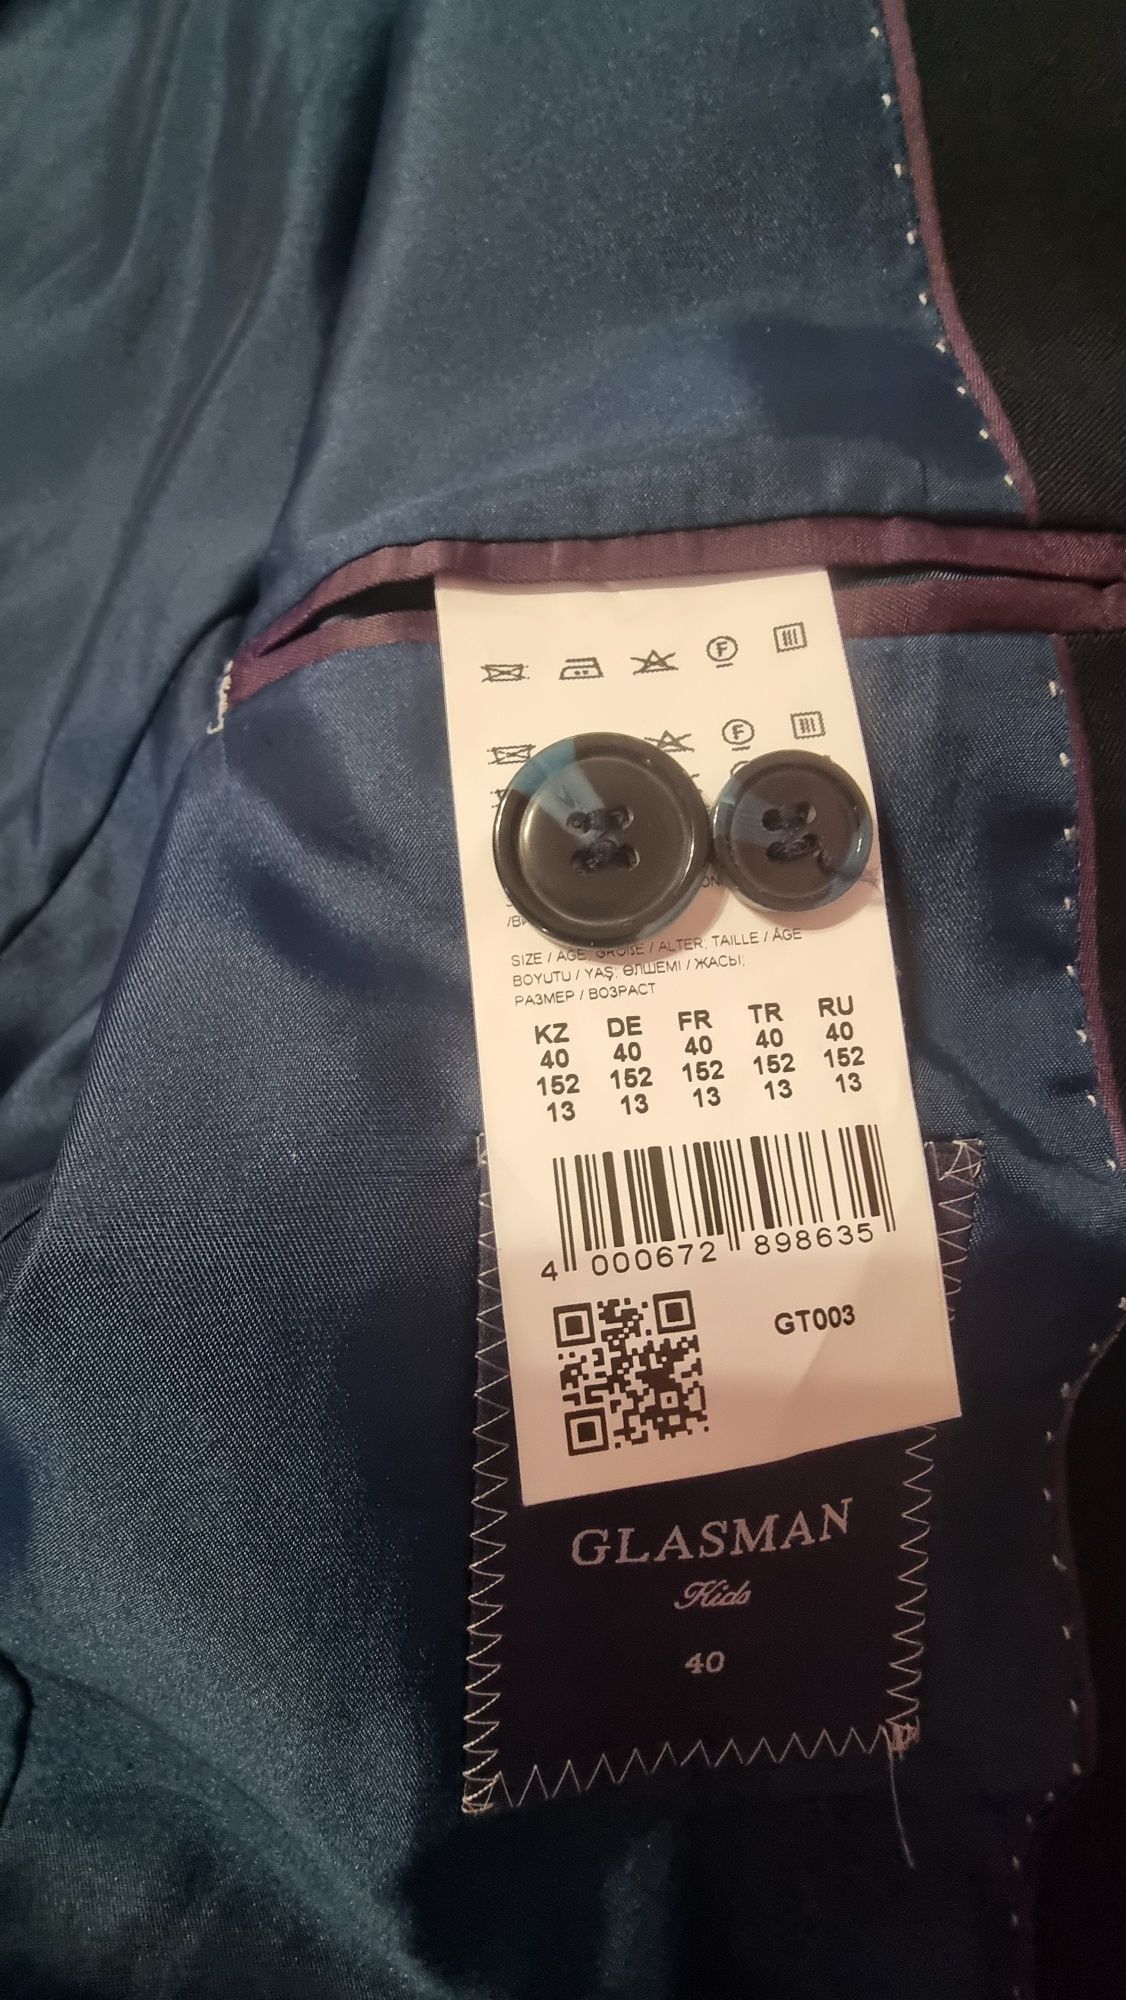 F
F
SIZE / AGE; GRÖßE / ALTER; TAILLE / ÂGE
BOYUTU / YAŞ; ӨЛШЕМІ / ЖАСЫ;
РАЗМЕР / ВОЗРАСТ
KZ DE FR TR RU
40 40 40 40 40
152 152 152 152 152
13 13 13 13 13
4 000672 898635
GT003
GLASMAN
Kids
40